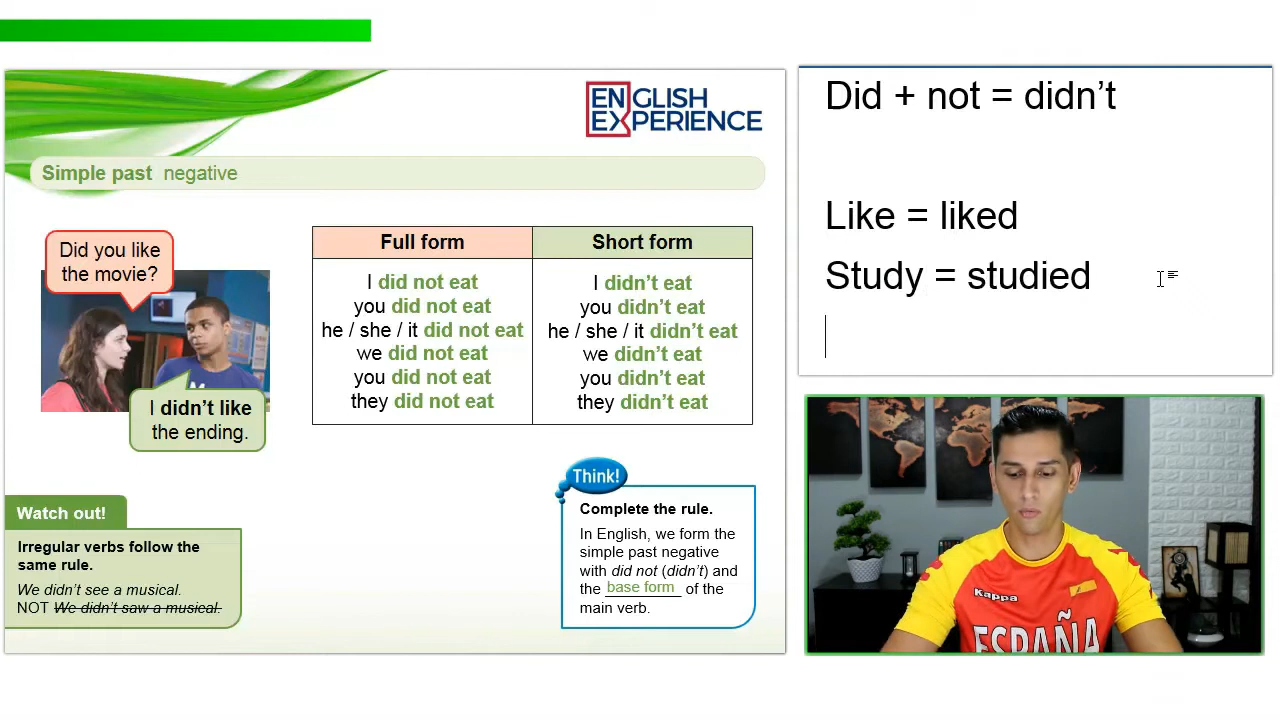 ENGLISH
EXPERIENCE
Simple past negative
Did you like
the movie?
I didn't like
the ending.
Full form
I did not eat
you did not eat
he / she / it did not eat
we did not eat
you did not eat
they did not eat
Short form
I didn't eat
you didn't eat
he / she / it didn't eat
we didn't eat
you didn't eat
they didn't eat
Watch out!
Irregular verbs follow the
same rule.
We didn't see a musical.
NOT We didn't saw a musical.
Think!
Complete the rule.
In English, we form the
simple past negative
with did not (didn't) and
the base form of the
main verb.
Did + not = didn’t
Like = liked
Study = studied
Kappa
ESPAÑA